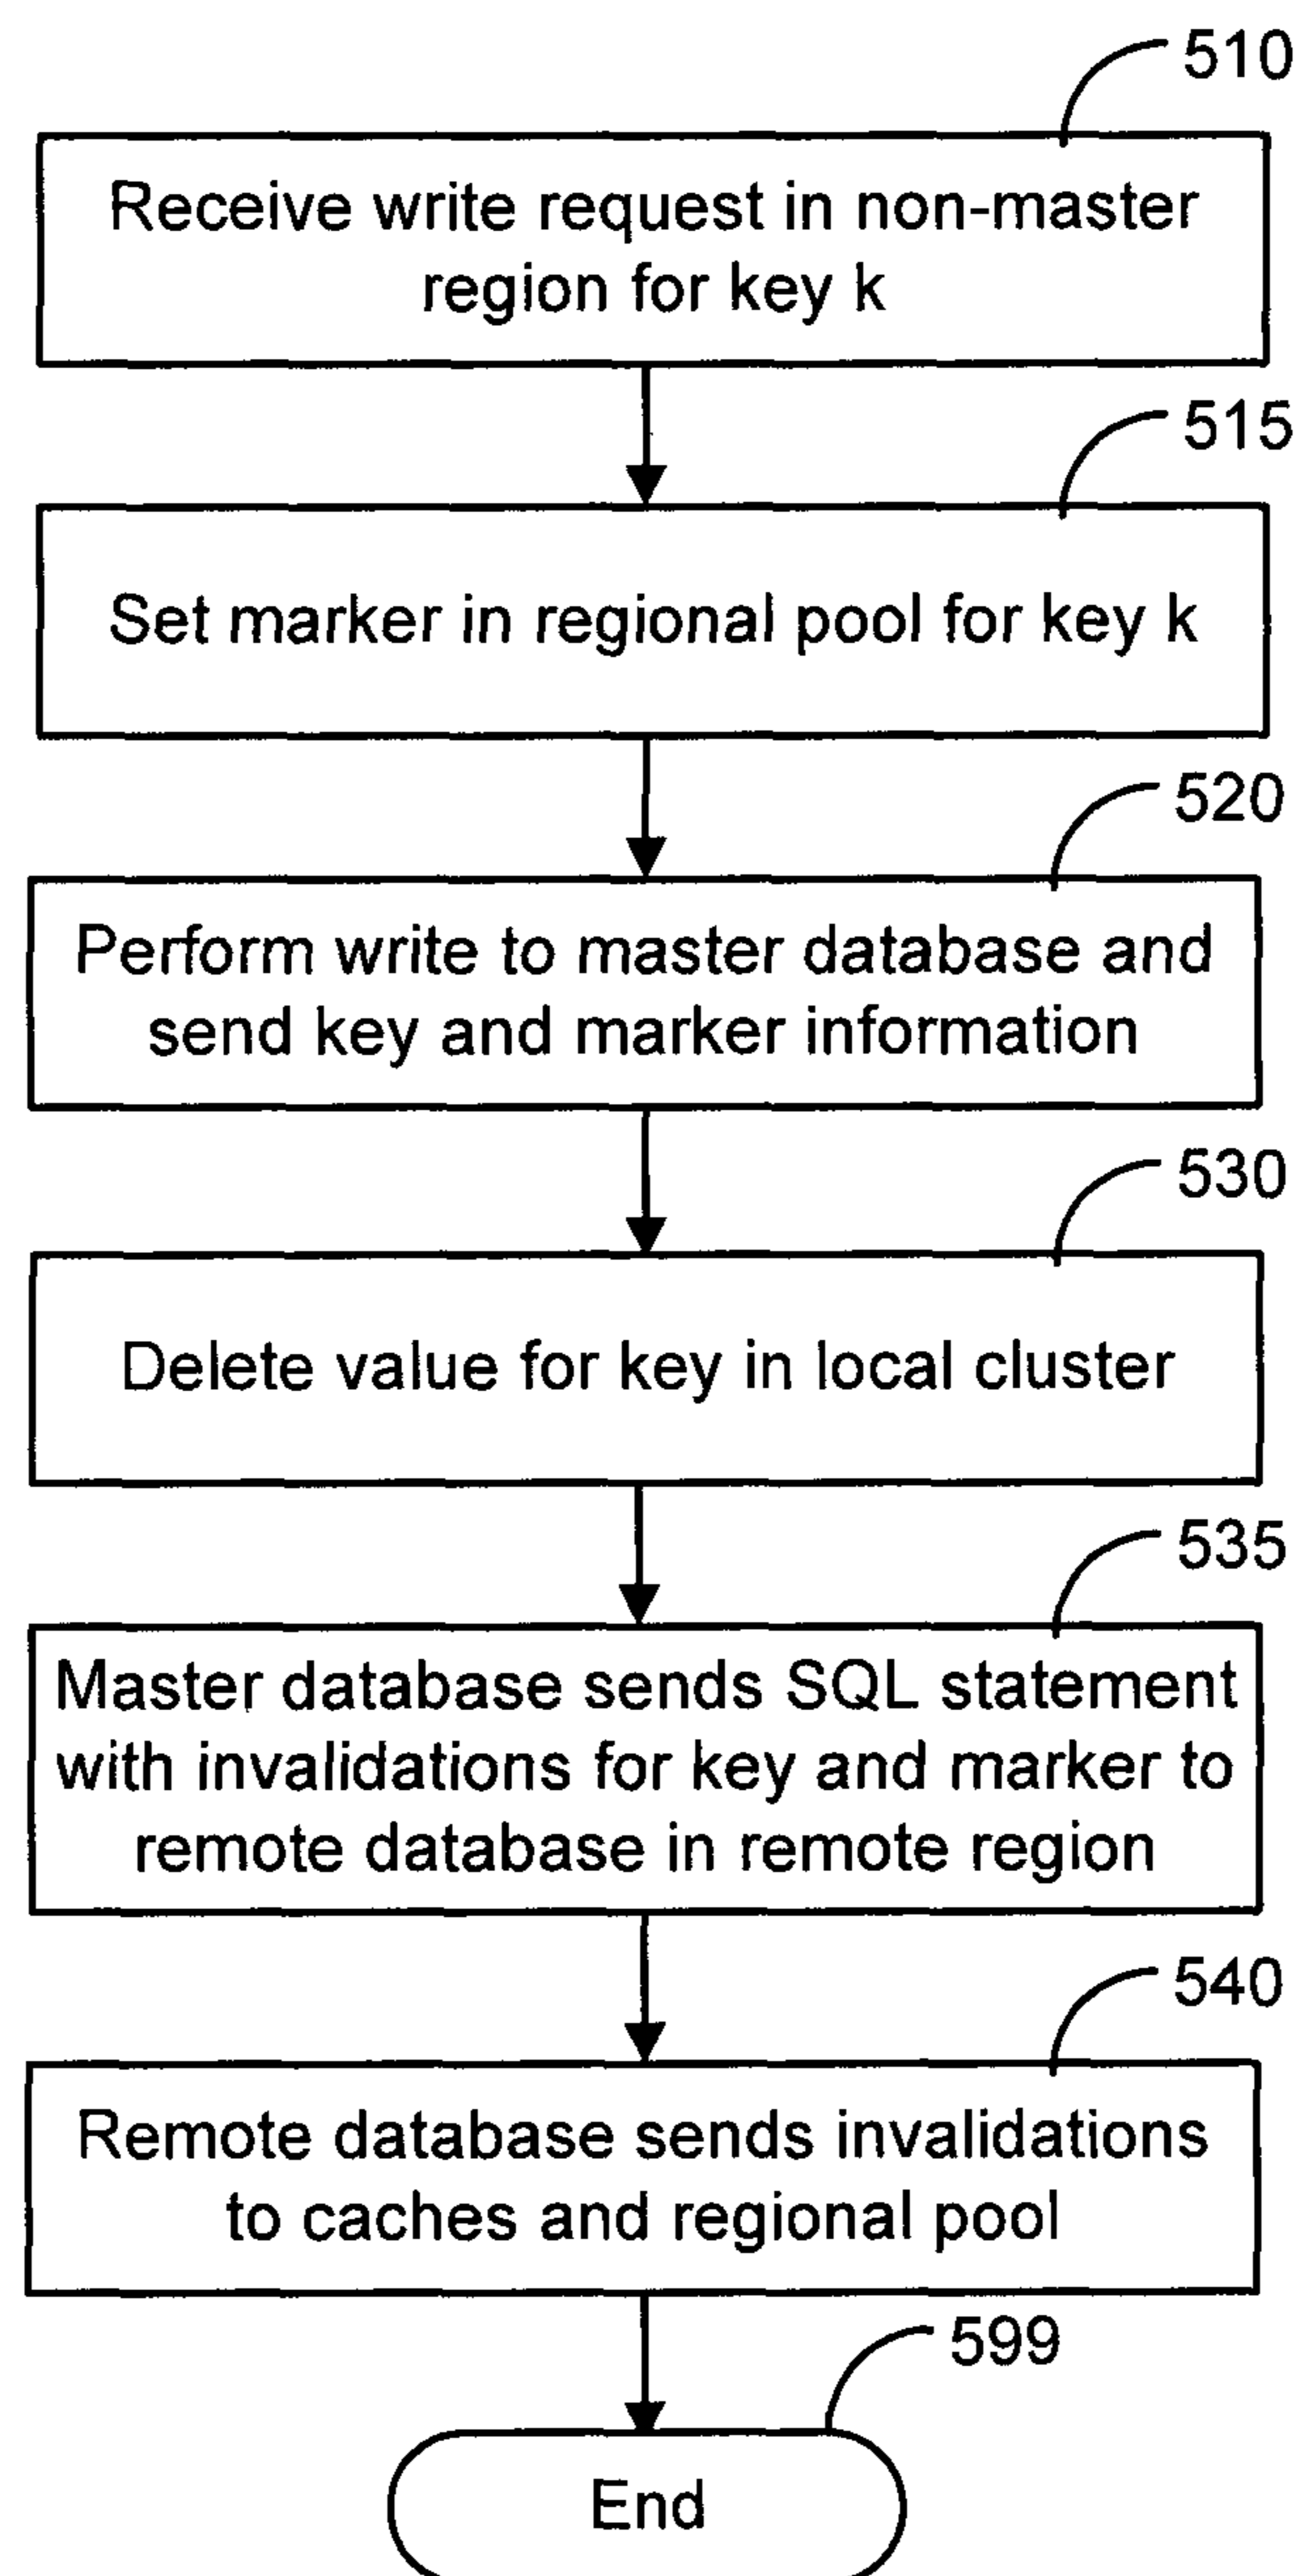 510
Receive write request in non-master
region for key k
515
Set marker in regional pool for key k
520
Perform write to master database and
send key and marker information
530
Delete value for key in local cluster
535
Master database sends SQL statement
with invalidations for key and marker to
remote database in remote region
540
Remote database sends invalidations
to caches and regional pool
599
End